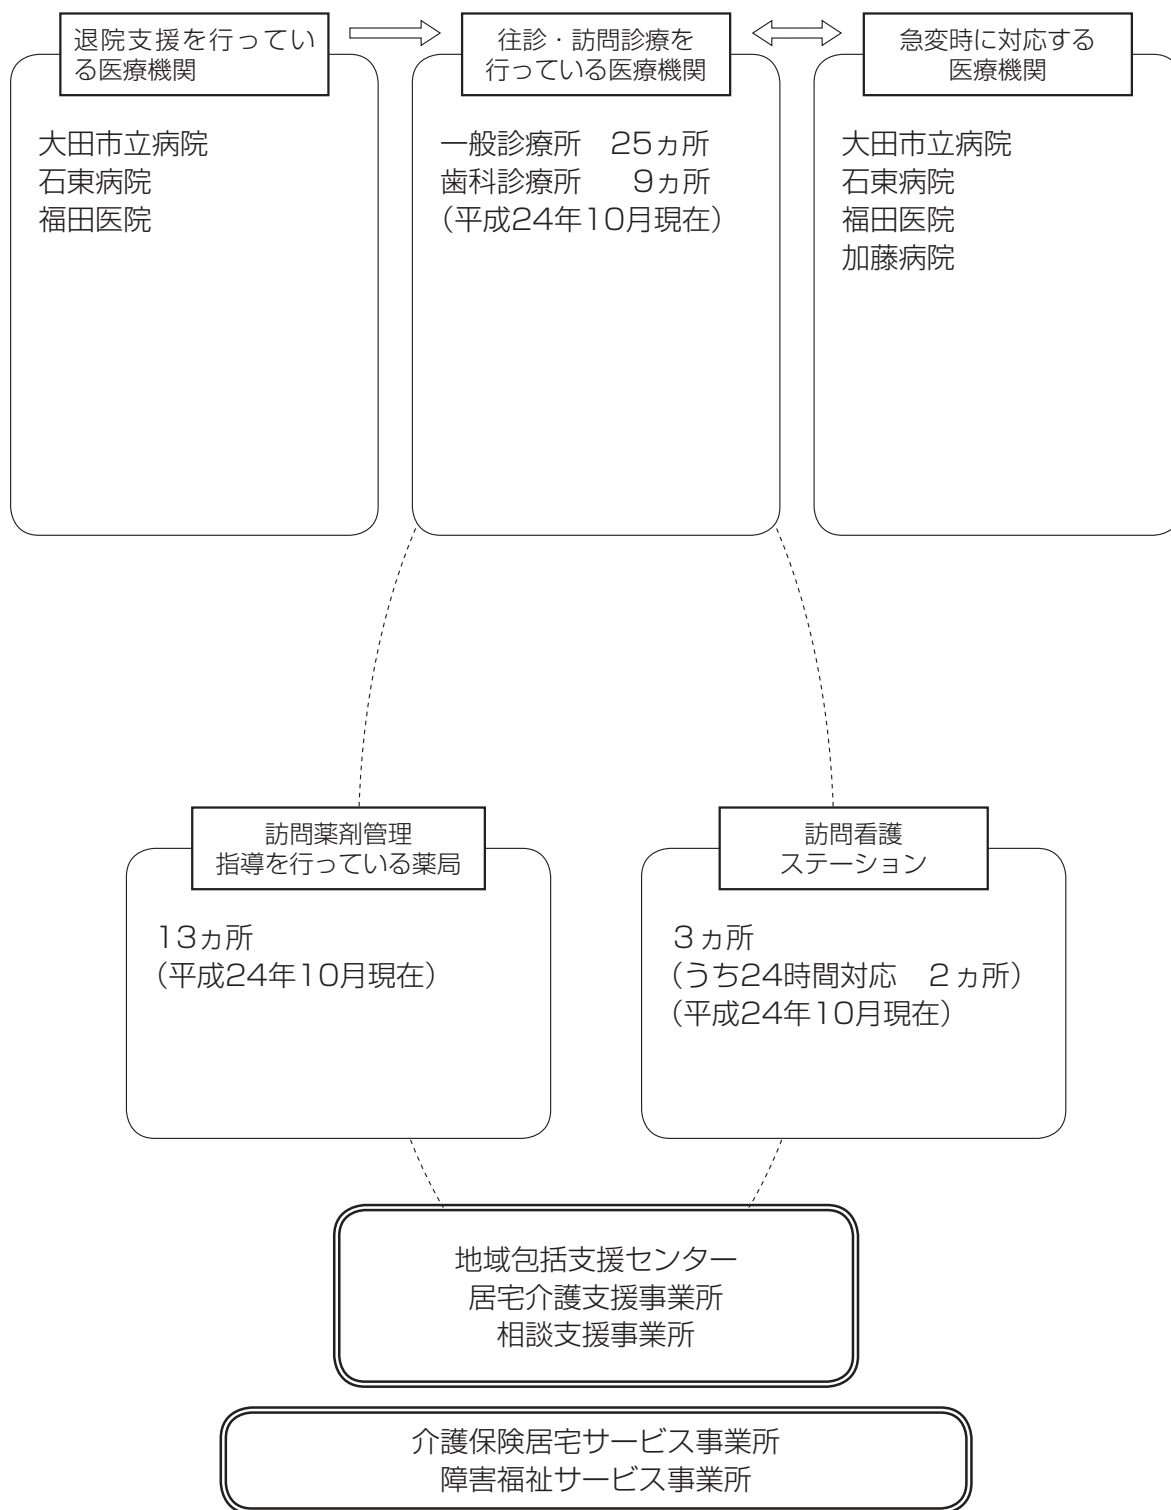 退院支援を行ってい
る医療機関
大田市立病院
石東病院
福田医院
往診・訪問診療を
行っている医療機関
一般診療所　25ヵ所
歯科診療所　 9ヵ所
（平成24年10月現在）
急変時に対応する
医療機関
大田市立病院
石東病院
福田医院
加藤病院
訪問薬剤管理
指導を行っている薬局
13ヵ所
（平成24年10月現在）
訪問看護
ステーション
3ヵ所
（うち24時間対応　2ヵ所）
（平成24年10月現在）
地域包括支援センター
居宅介護支援事業所
相談支援事業所
介護保険居宅サービス事業所
障害福祉サービス事業所